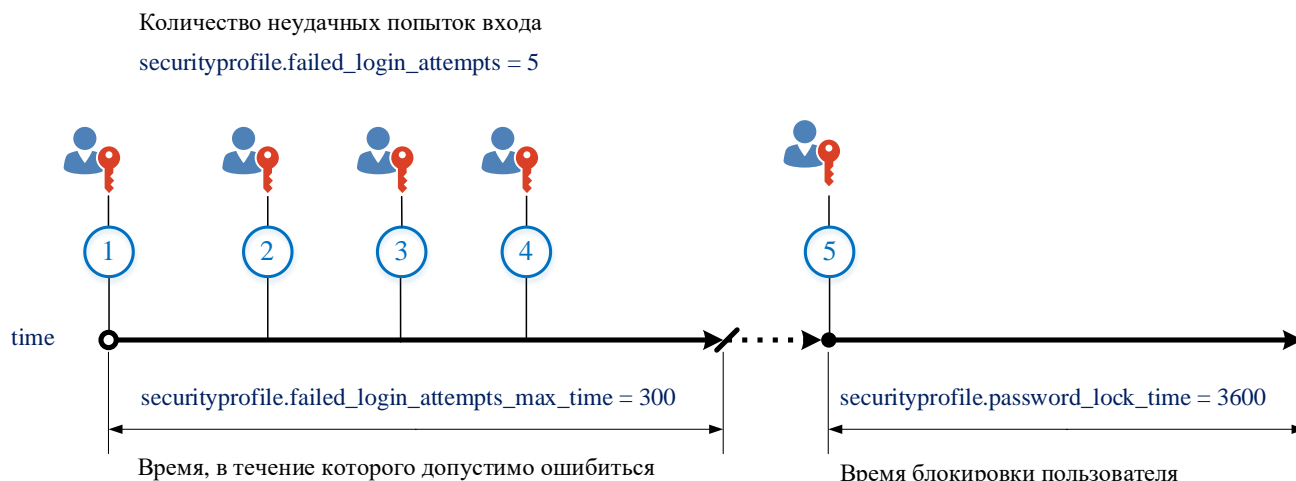 Количество неудачных попыток входа
securityprofile.failed_login_attempts = 5
1
2
3
4
5
time
securityprofile.failed_login_attempts_max_time = 300
securityprofile.password_lock_time = 3600
Время, в течение которого допустимо ошибиться
Время блокировки пользователя